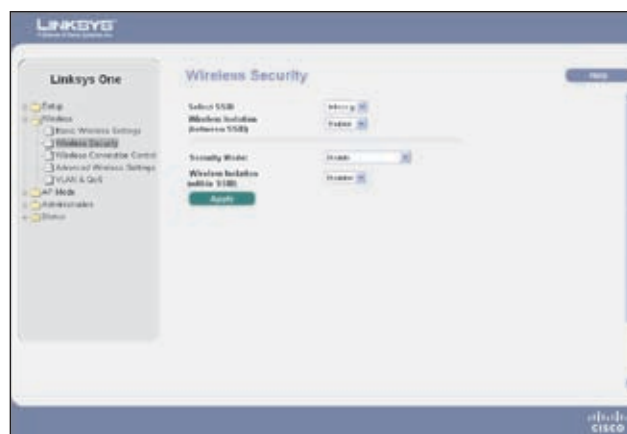 LINKSYS
Linksys One
Wireless Security
Help
Setup
Wireless
Basic Wireless Settings
Wireless Security
Wireless Connection Control
Advanced Wireless Settings
VLAN & QoS
AP Mode
Administration
Status
Select SSID
Wireless Isolation
(between SSID)
Security Mode:
Wireless Isolation
(within SSID)
Apply
CISCO